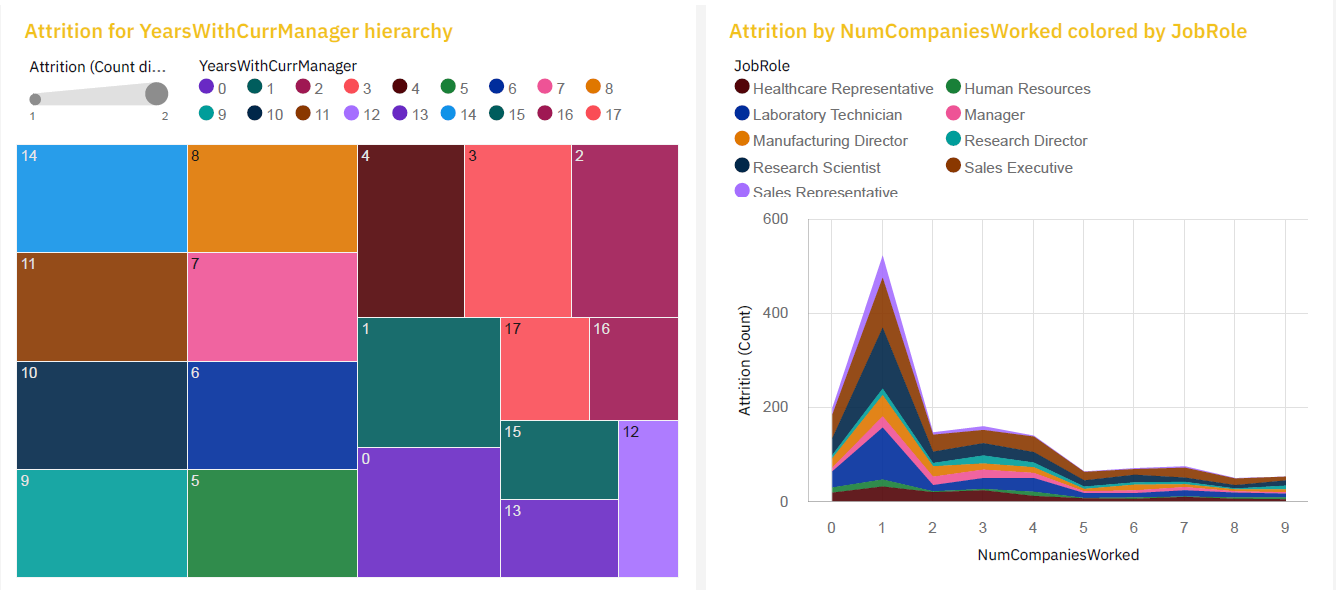 Attrition for YearsWithCurrManager hierarchy
Attrition (Count di...
1 2
YearsWithCurrManager
0 1 2 3 4 5 6 7 8
9 10 11 12 13 14 15 16 17
14 8 4 3 2
11 7
1 17 16
10 6
15 12
0
9 5
13
Attrition by NumCompaniesWorked colored by JobRole
JobRole
Healthcare Representative Human Resources
Laboratory Technician Manager
Manufacturing Director Research Director
Research Scientist Sales Executive
Sales Representative
600
400
200
0
Attrition (Count)
0 1 2 3 4 5 6 7 8 9
NumCompaniesWorked